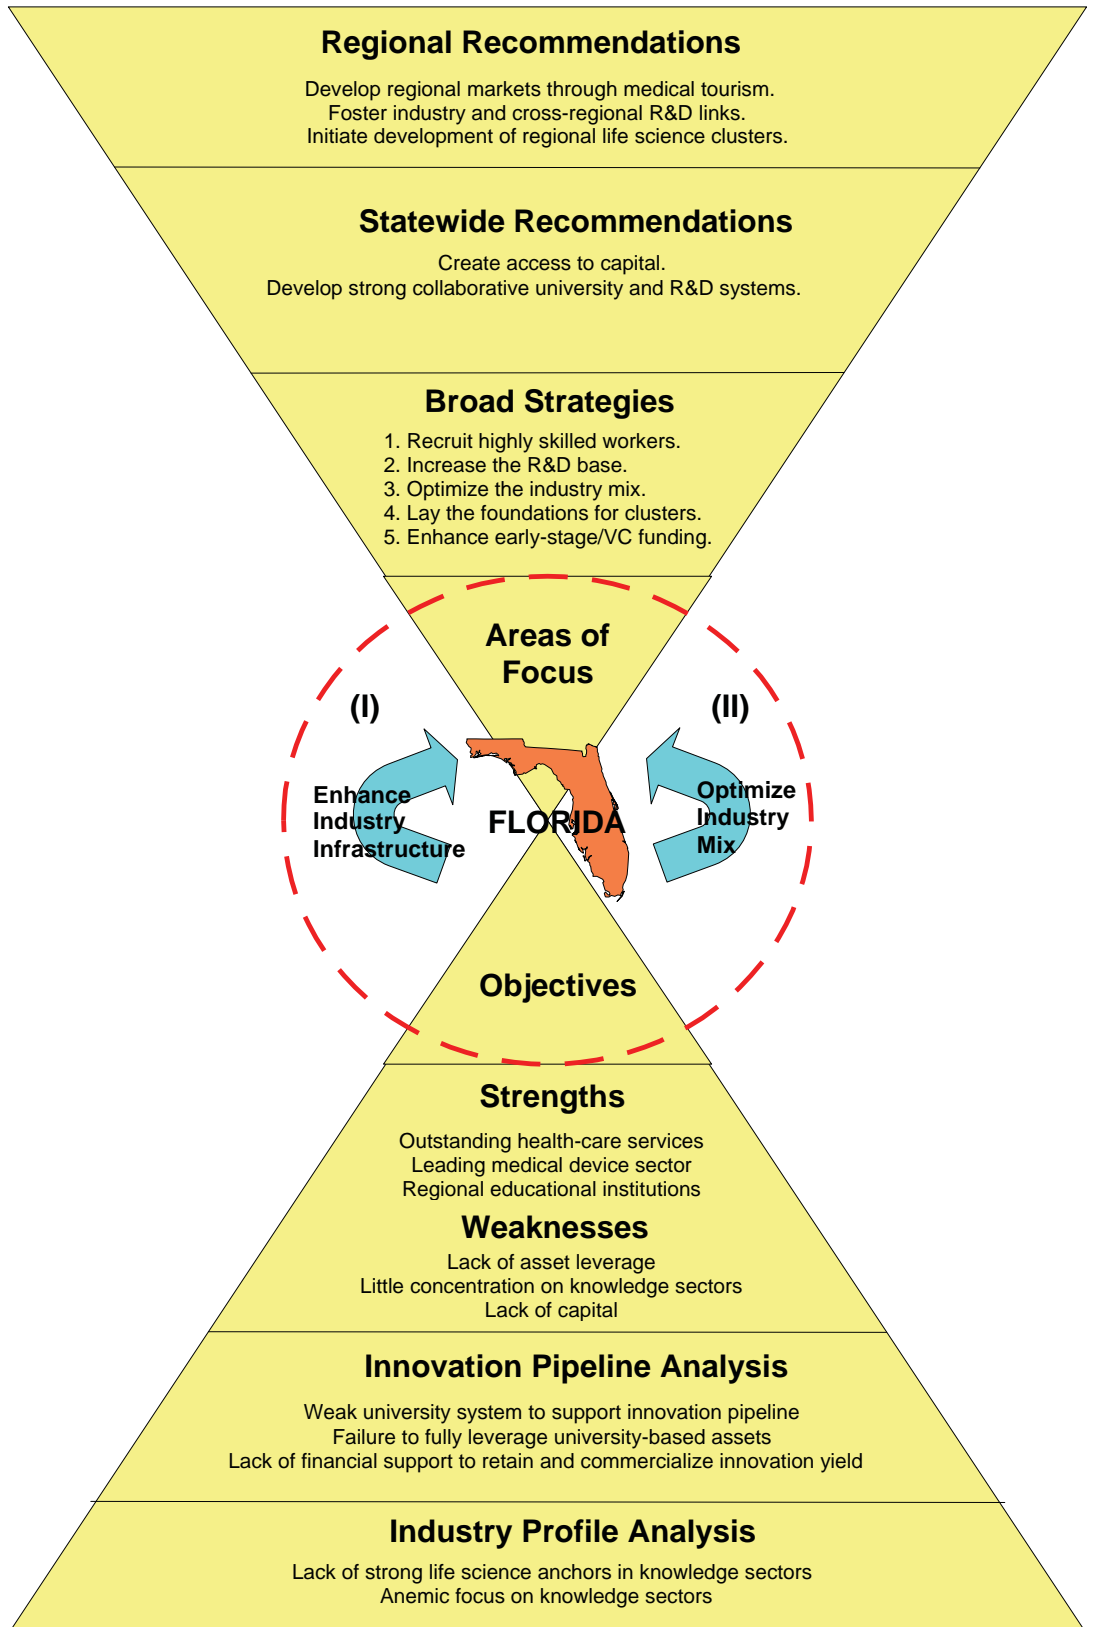 Regional Recommendations
Develop regional markets through medical tourism.
Foster industry and cross-regional R&D links.
Initiate development of regional life science clusters.
Statewide Recommendations
Create access to capital.
Develop strong collaborative university and R&D systems.
Broad Strategies
1. Recruit highly skilled workers.
2. Increase the R&D base.
3. Optimize the industry mix.
4. Lay the foundations for clusters.
5. Enhance early-stage/VC funding.
Areas of
Focus
(I)
(II)
Enhance
Industry
Infrastructure
FLORIDA
Optimize
Industry
Mix
Objectives
Strengths
Outstanding health-care services
Leading medical device sector
Regional educational institutions
Weaknesses
Lack of asset leverage
Little concentration on knowledge sectors
Lack of capital
Innovation Pipeline Analysis
Weak university system to support innovation pipeline
Failure to fully leverage university-based assets
Lack of financial support to retain and commercialize innovation yield
Industry Profile Analysis
Lack of strong life science anchors in knowledge sectors
Anemic focus on knowledge sectors